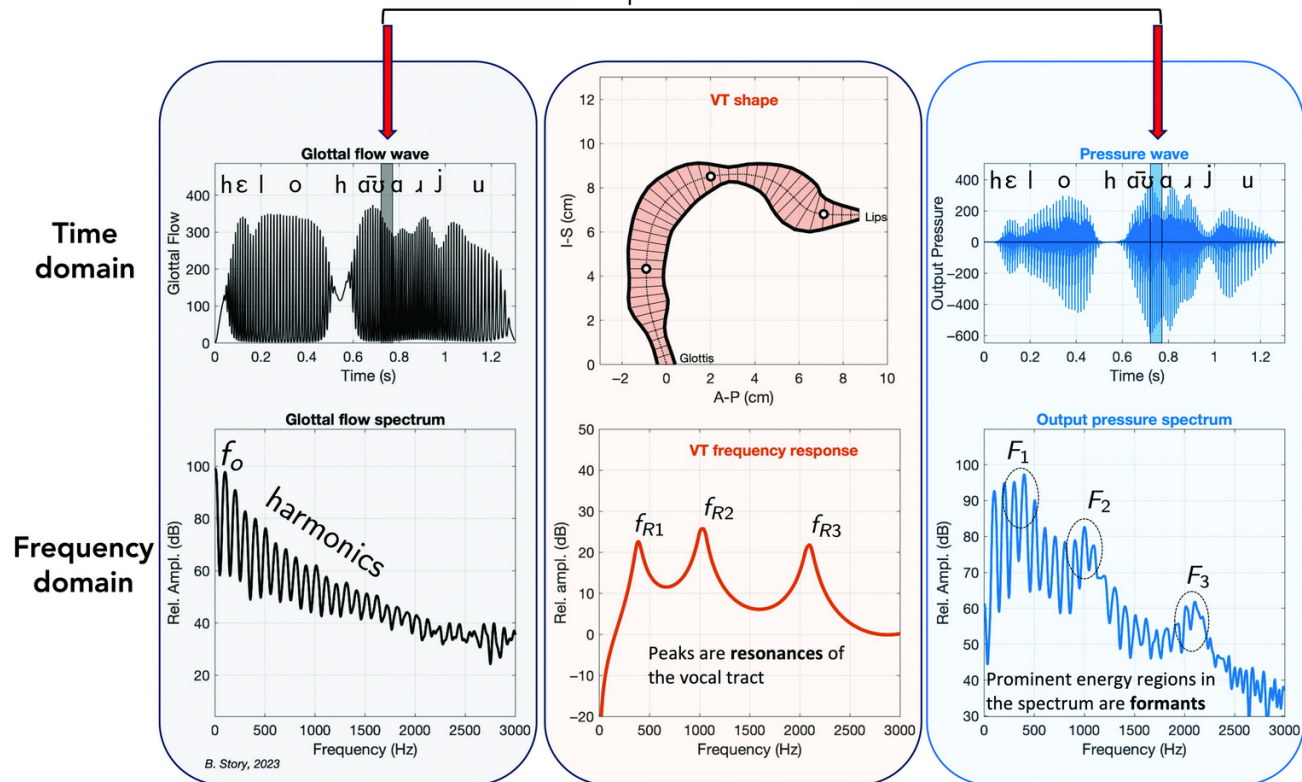 Time
domain
Frequency
domain
Glottal flow wave
h ɛ l o h a̅ʊ ɑ ɹ j u
Glottal Flow
400
300
200
100
0
0 0.2 0.4 0.6 0.8 1 1.2
Time (s)
Glottal flow spectrum
fo
harmonics
Rel. Ampl. (dB)
100
80
60
40
20
0 500 1000 1500 2000 2500 3000
Frequency (Hz)
B. Story, 2023
VT shape
I-S (cm)
12
10
8
6
4
2
0
Lips
Glottis
−2 0 2 4 6 8 10
A-P (cm)
VT frequency response
Rel. ampl. (dB)
50
40
30
20
10
0
−10
−20
fR1
fR2
fR3
Peaks are resonances of
the vocal tract
0 500 1000 1500 2000 2500 3000
Frequency (Hz)
Pressure wave
h ɛ l o h a̅ʊ ɑ ɹ j u
Output Pressure
400
200
0
−200
−400
−600
0 0.2 0.4 0.6 0.8 1 1.2
Time (s)
Output pressure spectrum
Rel. Ampl. (dB)
100
90
80
70
60
50
40
30
F1
F2
F3
Prominent energy regions in
the spectrum are formants
0 500 1000 1500 2000 2500 3000
Frequency (Hz)